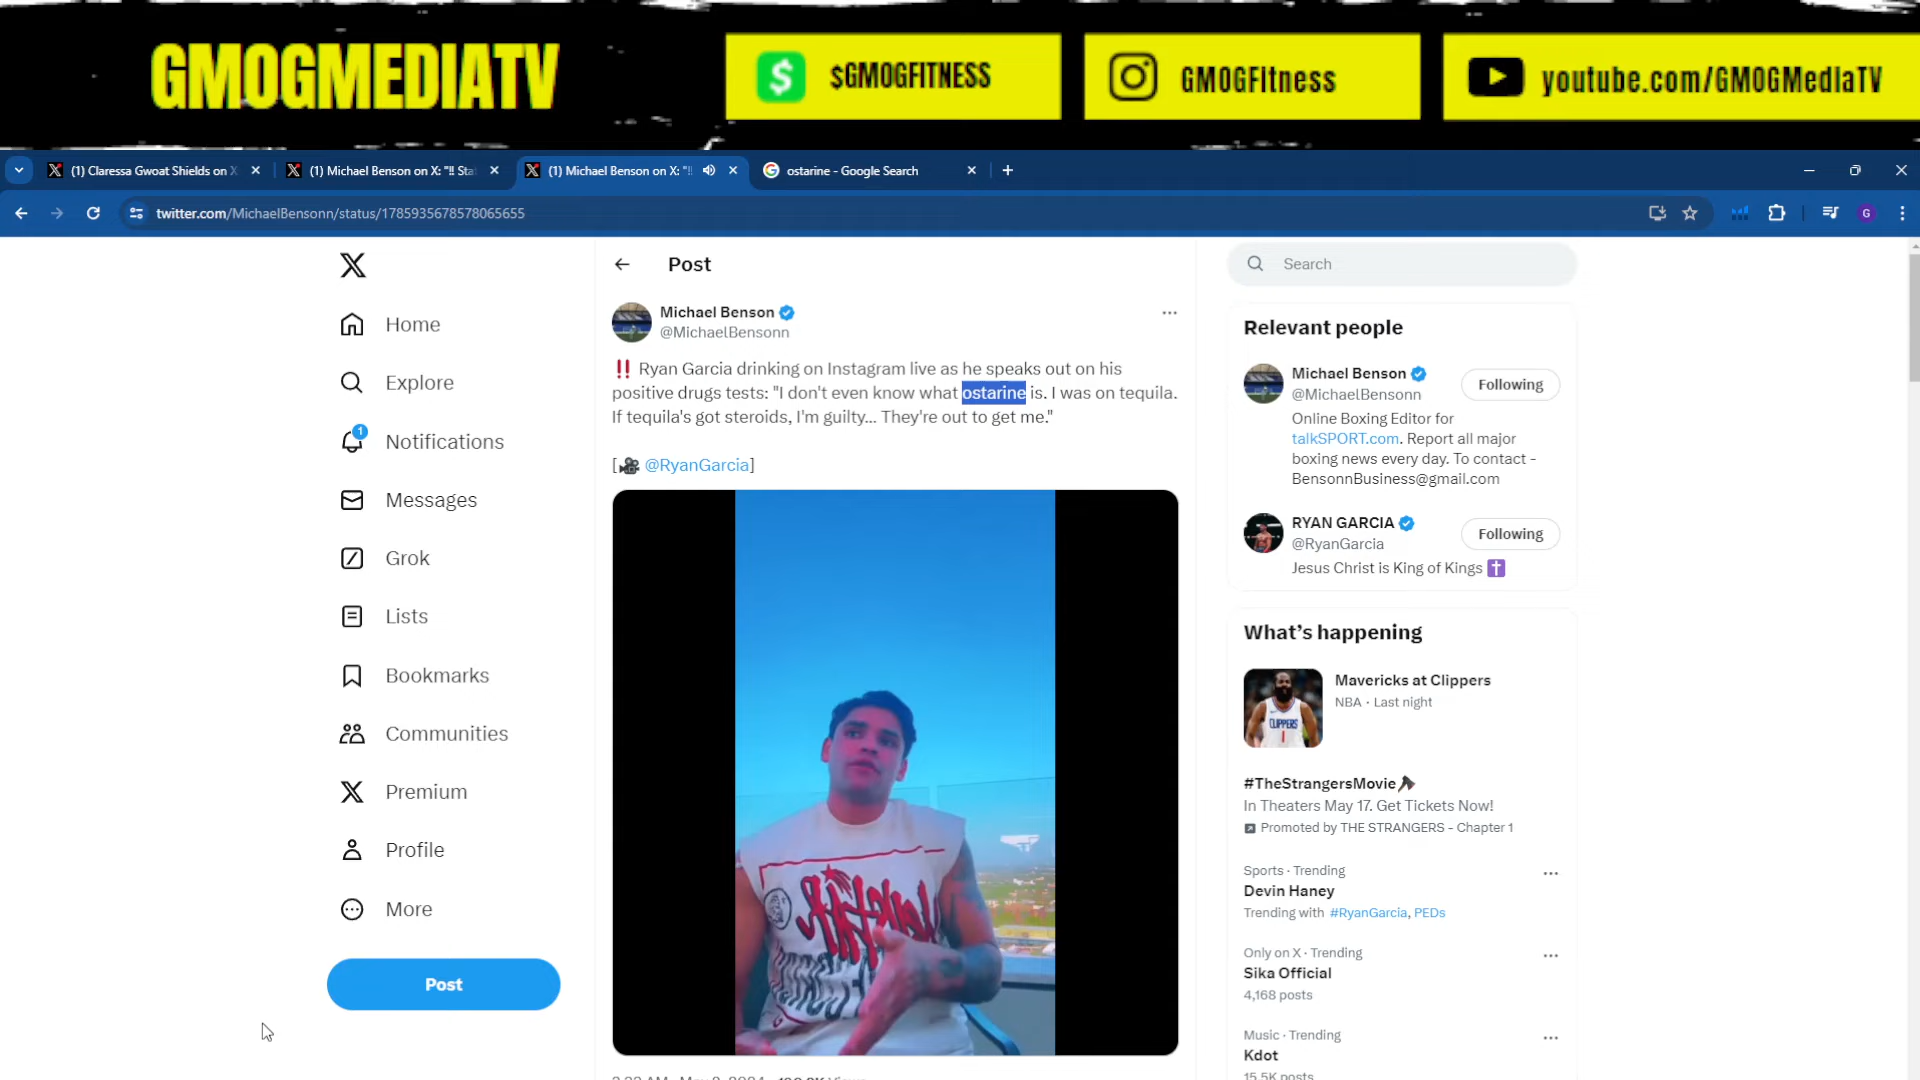 GMOGMEDIATV
$GMOGFITNESS
GMOGFitness
youtube.com/GMOGMediaTV
(1) Claressa Gwoat Shields on X
(1) Michael Benson on X: "‼ Sta
(1) Michael Benson on X: "‼
ostarine - Google Search
twitter.com/MichaelBensonn/status/1785935678578065655
G
Home
Explore
1
Notifications
Messages
Grok
Lists
Bookmarks
Communities
Premium
Profile
More
Post
Post
Michael Benson
@MichaelBensonn
‼ Ryan Garcia drinking on Instagram live as he speaks out on his
positive drugs tests: "I don't even know what ostarine is. I was on tequila.
If tequila's got steroids, I'm guilty... They're out to get me."
[🎥 @RyanGarcia]
Search
Relevant people
Michael Benson
@MichaelBensonn
Following
Online Boxing Editor for
talkSPORT.com. Report all major
boxing news every day. To contact -
BensonnBusiness@gmail.com
RYAN GARCIA
@RyanGarcia
Following
Jesus Christ is King of Kings ✝
What's happening
CLIPPERS
1
Mavericks at Clippers
NBA · Last night
#TheStrangersMovie
In Theaters May 17. Get Tickets Now!
Promoted by THE STRANGERS - Chapter 1
Sports · Trending
Devin Haney
Trending with #RyanGarcia, PEDs
Only on X · Trending
Sika Official
4,168 posts
Music · Trending
Kdot
15.5K posts